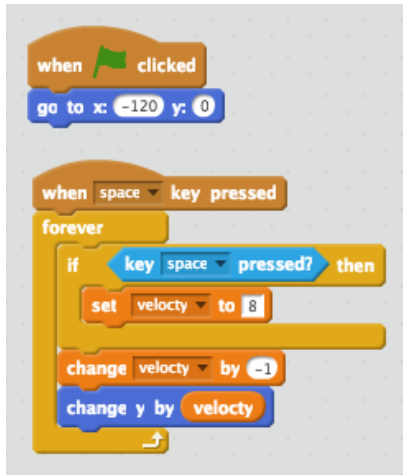 when clicked
go to x: -120 y: 0
when space key pressed
forever
if key space pressed? then
set velocty to 8
change velocty by -1
change y by velocty